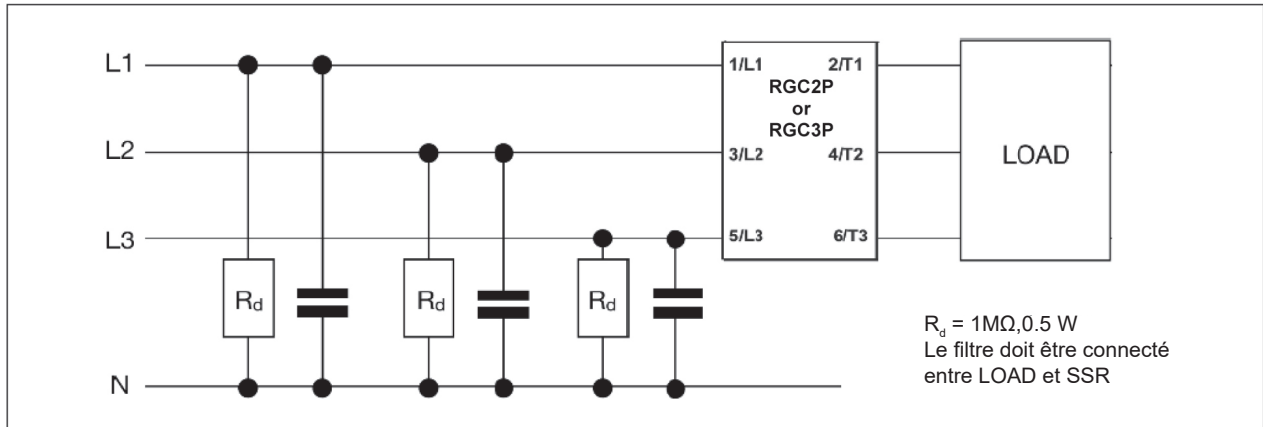 L1
L2
L3
N
Rd
Rd
Rd
1/L1 2/T1
RGC2P
or
RGC3P
3/L2 4/T2
5/L3 6/T3
LOAD
Rd = 1MΩ,0.5 W
Le filtre doit être connecté
entre LOAD et SSR